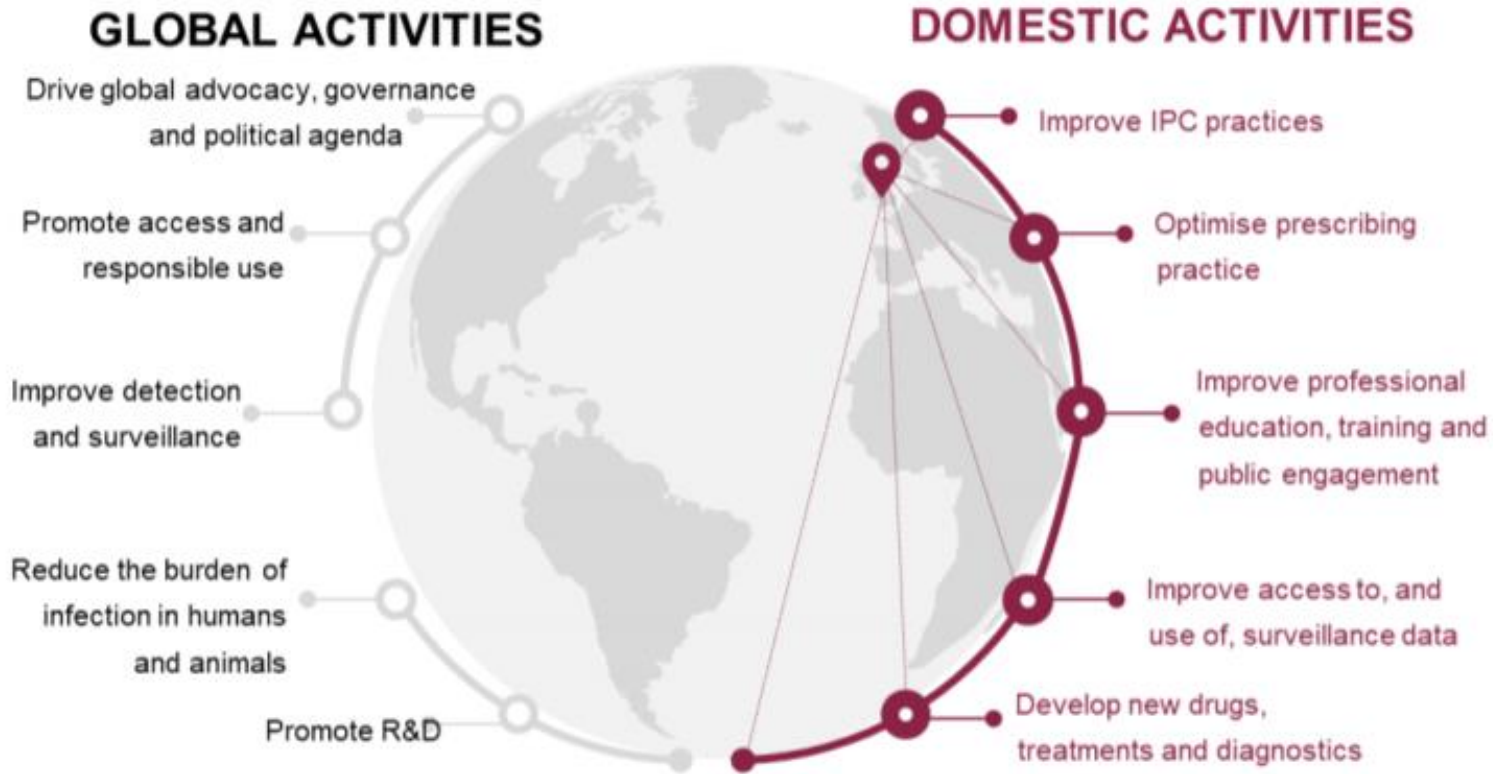 GLOBAL ACTIVITIES
Drive global advocacy, governance
and political agenda
Promote access and
responsible use
Improve detection
and surveillance
Reduce the burden of
infection in humans
and animals
Promote R&D
DOMESTIC ACTIVITIES
Improve IPC practices
Optimise prescribing
practice
Improve professional
education, training and
public engagement
Improve access to, and
use of, surveillance data
Develop new drugs,
treatments and diagnostics